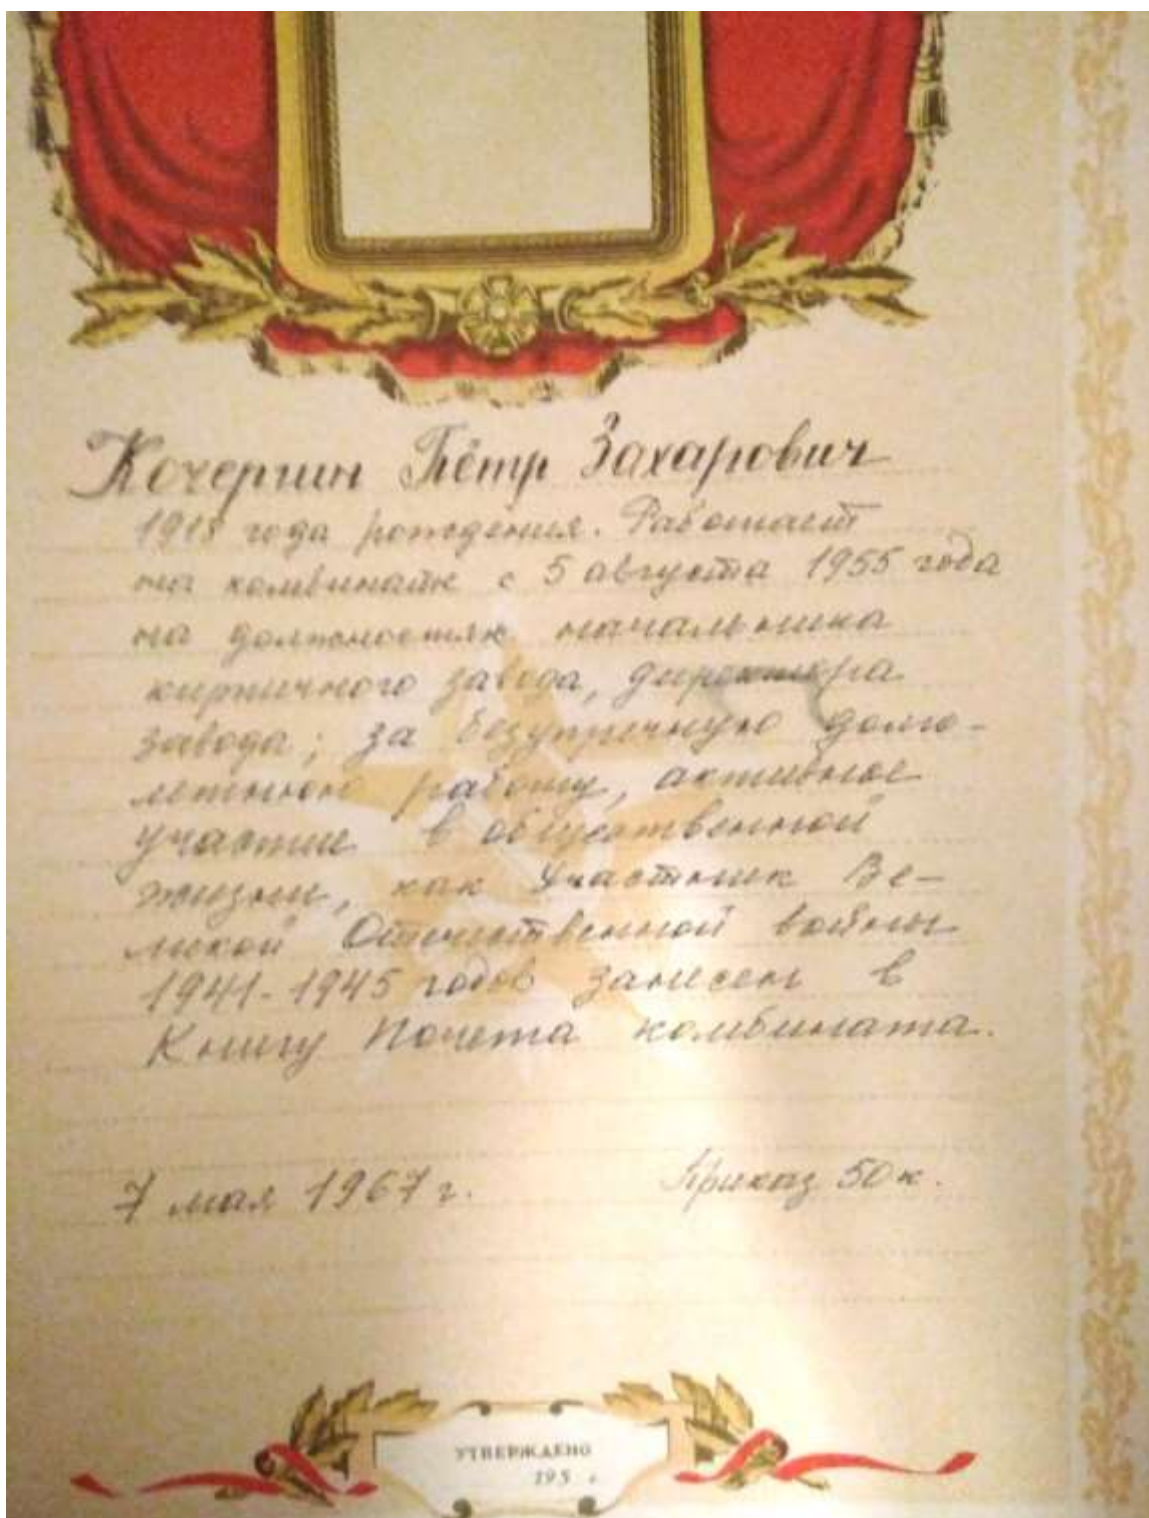 Кочергин Пётр Захарович
1918 года рождения. Работает
на комбинате с 5 августа 1955 года
на должностях начальника
кирпичного завода, директора
завода; за безупречную долго-
летнюю работу, активное
участие в общественной
жизни, как участник Ве-
ликой Отечественной войны
1941-1945 годов занесен в
Книгу Почета комбината.
7 мая 1967 г. Приказ 50 к.
УТВЕРЖДЕНО
195 г.